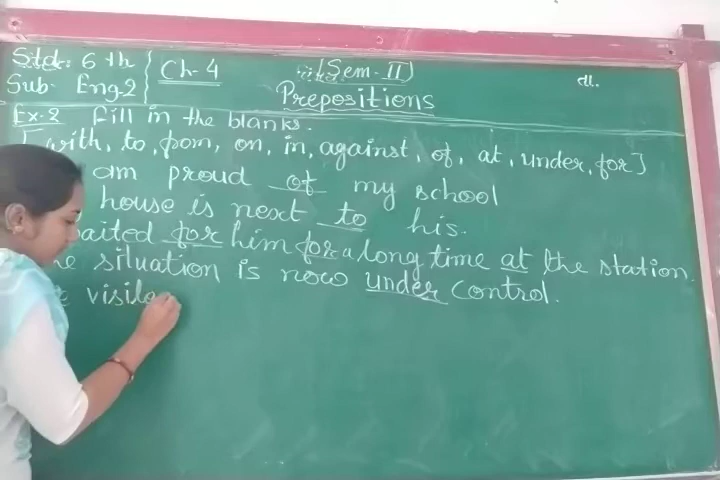 Std: 6 th
Sub: Eng-2
Ch-4
(Sem-II)
Prepositions
dt.
Ex-2 Fill in the blanks.
[with, to, from, on, in, against, of, at, under, for]
am proud of my school
house is next to his.
waited for him for a long time at the station.
situation is now under control.